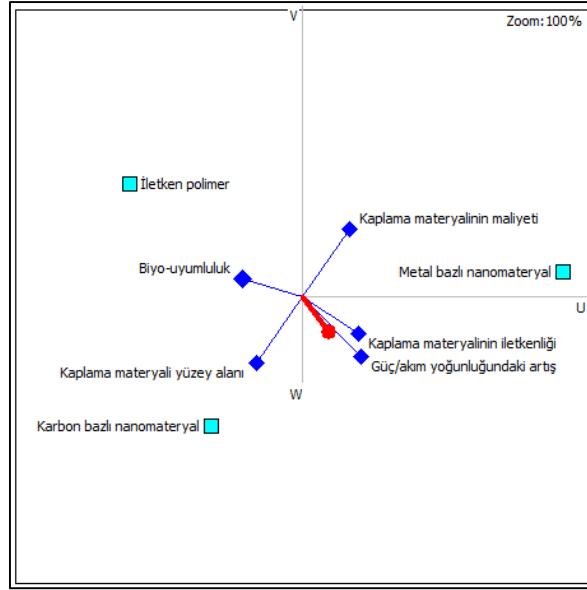 V
Zoom: 100%
İletken polimer
Kaplama materyalinin maliyeti
Biyo-uyumluluk
Metal bazlı nanomateryal
U
Kaplama materyalinin iletkenliği
Güç/akım yoğunluğundaki artış
Kaplama materyali yüzey alanı
W
Karbon bazlı nanomateryal